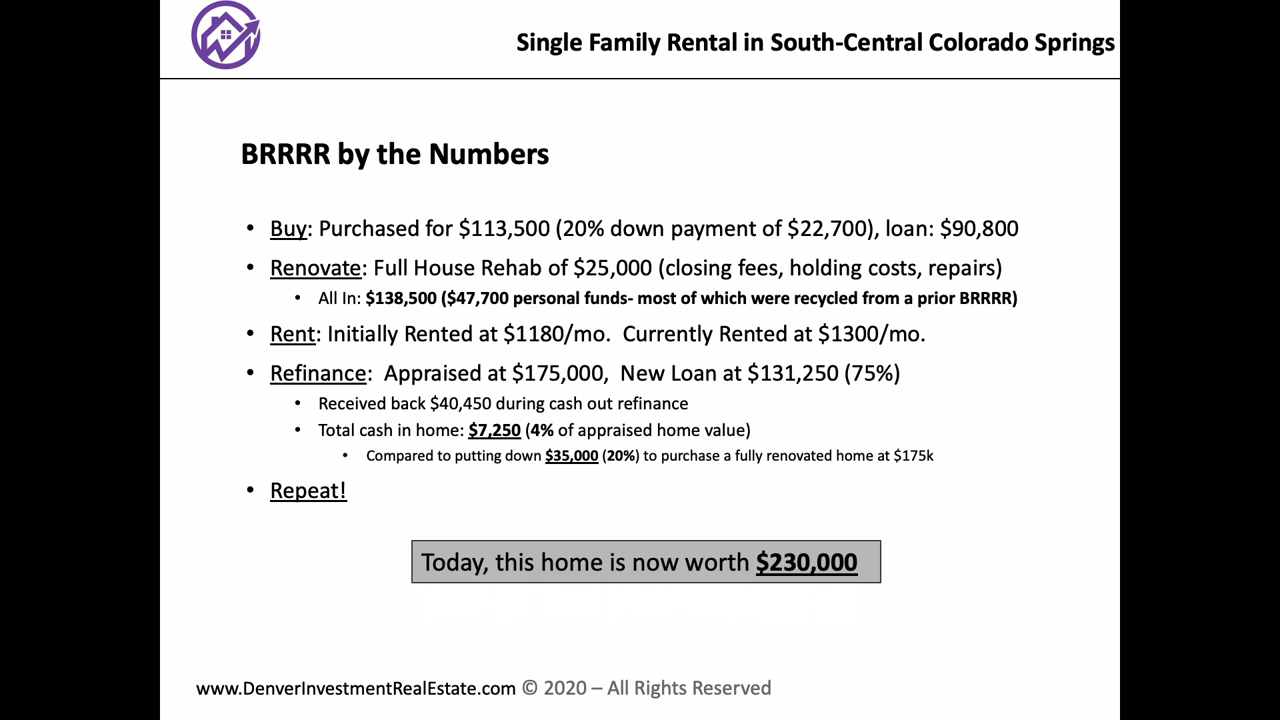 Single Family Rental in South-Central Colorado Springs
BRRRR by the Numbers
• Buy: Purchased for $113,500 (20% down payment of $22,700), loan: $90,800
• Renovate: Full House Rehab of $25,000 (closing fees, holding costs, repairs)
• All In: $138,500 ($47,700 personal funds- most of which were recycled from a prior BRRRR)
• Rent: Initially Rented at $1180/mo.  Currently Rented at $1300/mo.
• Refinance:  Appraised at $175,000,  New Loan at $131,250 (75%)
• Received back $40,450 during cash out refinance
• Total cash in home: $7,250 (4% of appraised home value)
• Compared to putting down $35,000 (20%) to purchase a fully renovated home at $175k
• Repeat!
Today, this home is now worth $230,000
www.DenverInvestmentRealEstate.com © 2020 – All Rights Reserved